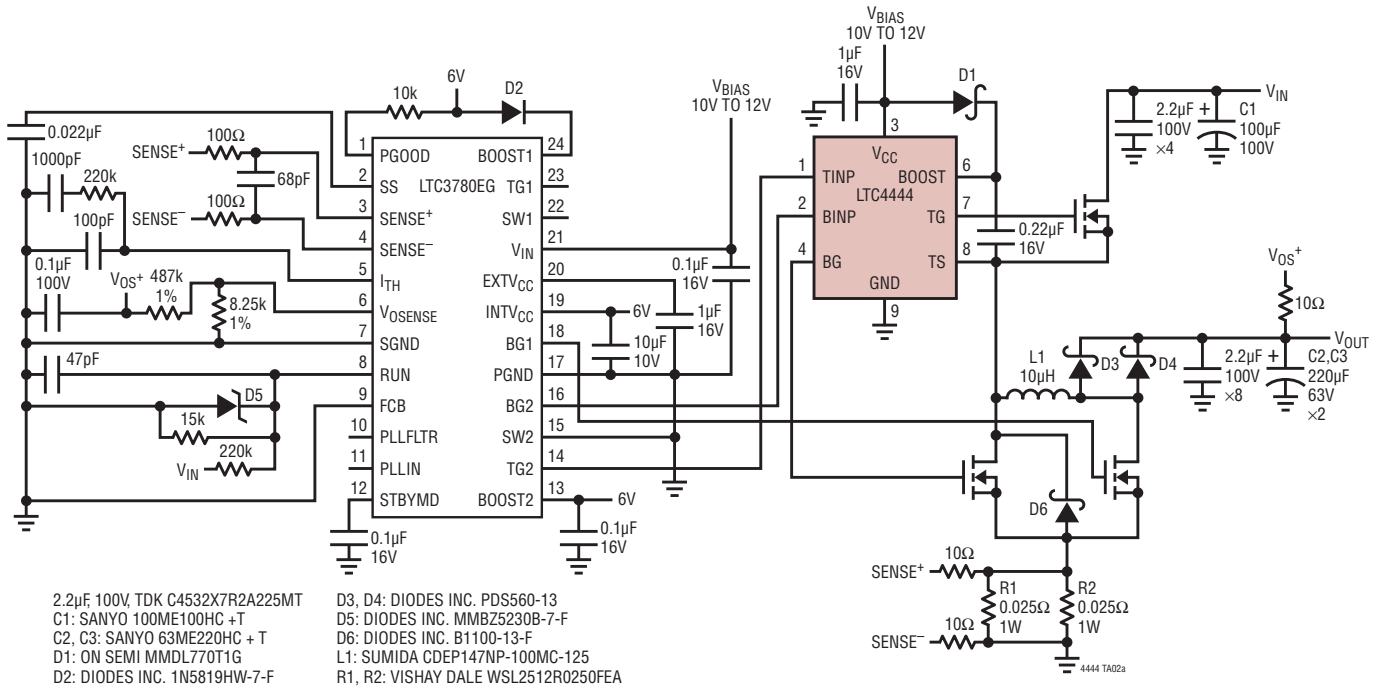 VBIAS
10V TO 12V
1µF
16V
D1
VIN
2.2µF
100V
×4
+
C1
100µF
100V
6V
10k
D2
VBIAS
10V TO 12V
0.022µF
1000pF
220k
100pF
0.1µF
100V
SENSE+
100Ω
68pF
SENSE−
100Ω
VOS+
487k
1%
8.25k
1%
47pF
D5
15k
220k
VIN
LTC3780EG
1 PGOOD
2 SS
3 SENSE+
4 SENSE−
5 ITH
6 VOSENSE
7 SGND
8 RUN
9 FCB
10 PLLFLTR
11 PLLIN
12 STBYMD
BOOST1 24
TG1 23
SW1 22
VIN 21
EXTVCC 20
INTVCC 19
BG1 18
PGND 17
BG2 16
SW2 15
TG2 14
BOOST2 13
0.1µF
16V
6V
10µF
10V
1µF
16V
0.1µF
16V
6V
0.1µF
16V
3
VCC
LTC4444
1 TINP
2 BINP
4 BG
BOOST 6
TG 7
TS 8
GND
9
0.22µF
16V
VOS+
10Ω
VOUT
L1
10µH
D3
D4
2.2µF
100V
×8
+
C2,C3
220µF
63V
×2
D6
SENSE+
10Ω
R1
0.025Ω
1W
R2
0.025Ω
1W
SENSE−
10Ω
4444 TA02a
2.2µF, 100V, TDK C4532X7R2A225MT
C1: SANYO 100ME100HC +T
C2, C3: SANYO 63ME220HC + T
D1: ON SEMI MMDL770T1G
D2: DIODES INC. 1N5819HW-7-F
D3, D4: DIODES INC. PDS560-13
D5: DIODES INC. MMBZ5230B-7-F
D6: DIODES INC. B1100-13-F
L1: SUMIDA CDEP147NP-100MC-125
R1, R2: VISHAY DALE WSL2512R0250FEA